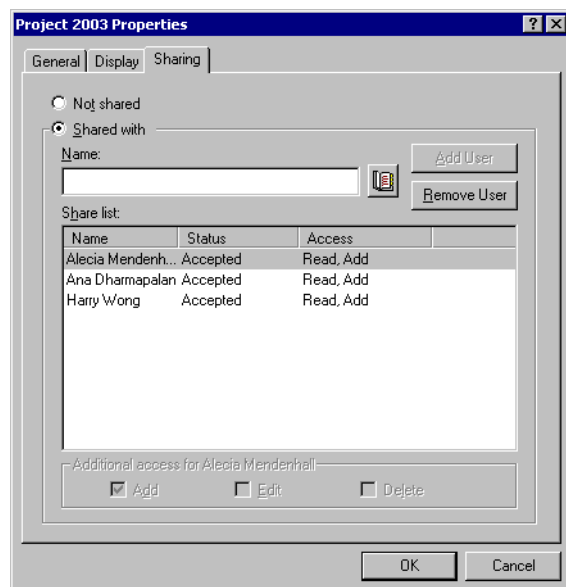 Project 2003 Properties
General Display Sharing
Not shared
Shared with
Name:
Add User
Remove User
Share list:
Name Status Access
Alecia Mendenh... Accepted Read, Add
Ana Dharmapalan Accepted Read, Add
Harry Wong Accepted Read, Add
Additional access for Alecia Mendenhall
Add Edit Delete
OK Cancel